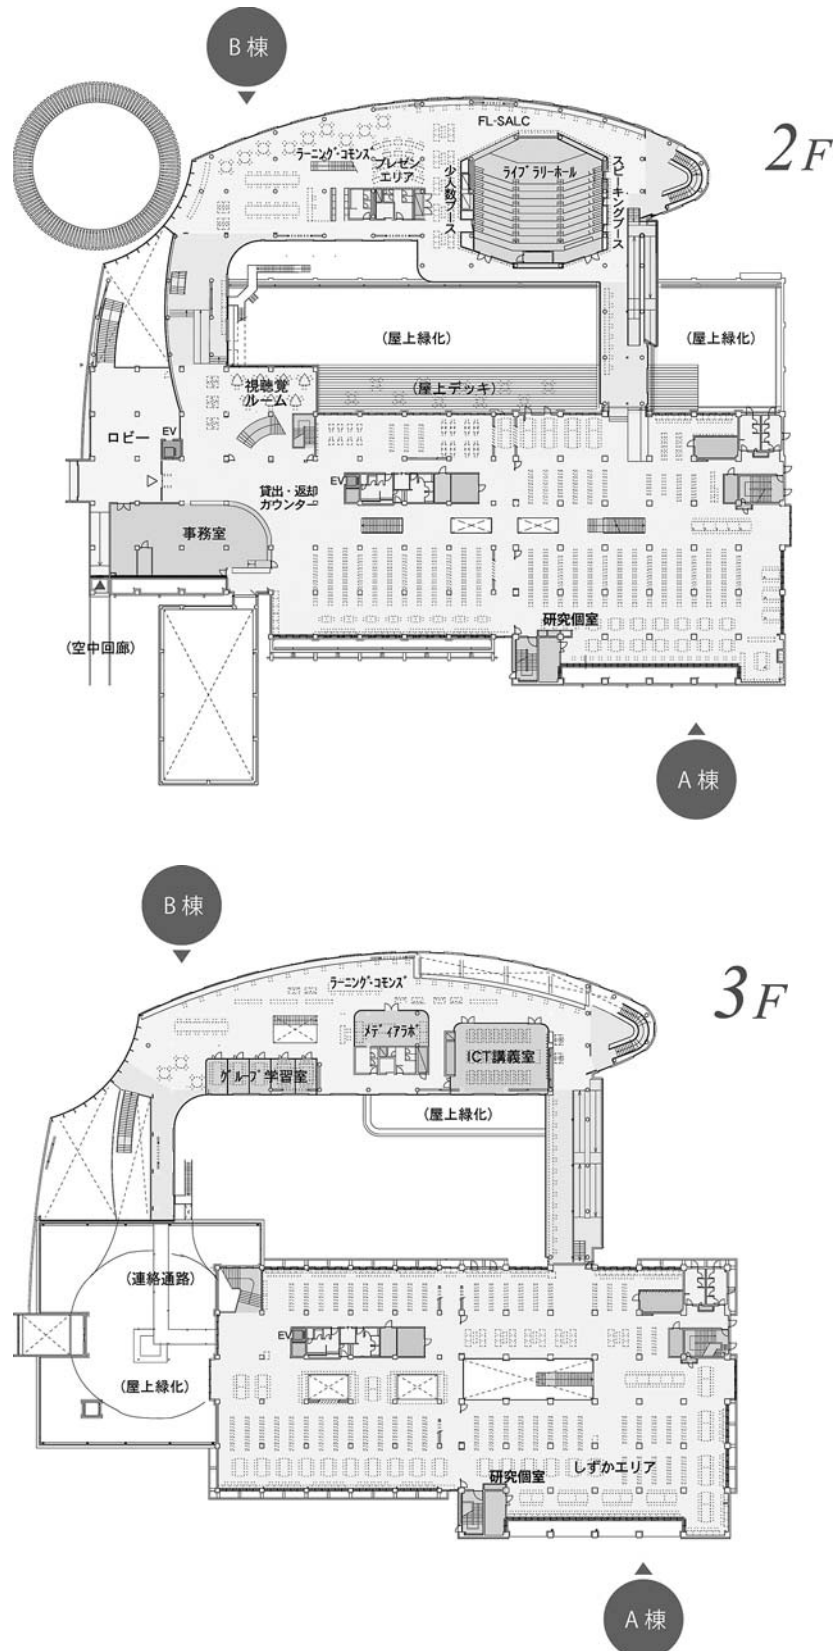 B 棟
2F
FL-SALC
ラーニング・コモンズ
プレゼン
エリア
ライブラリーホール
少人数ブース
スピーキングブース
(屋上緑化)
(屋上緑化)
視聴覚
ルーム
(屋上デッキ)
ロビー
EV
EV
貸出・返却
カウンター
事務室
研究個室
(空中回廊)
A 棟
B 棟
3F
ラーニング・コモンズ
メディアラボ
ICT講義室
グループ学習室
(屋上緑化)
(連絡通路)
EV
(屋上緑化)
しずかエリア
研究個室
A 棟